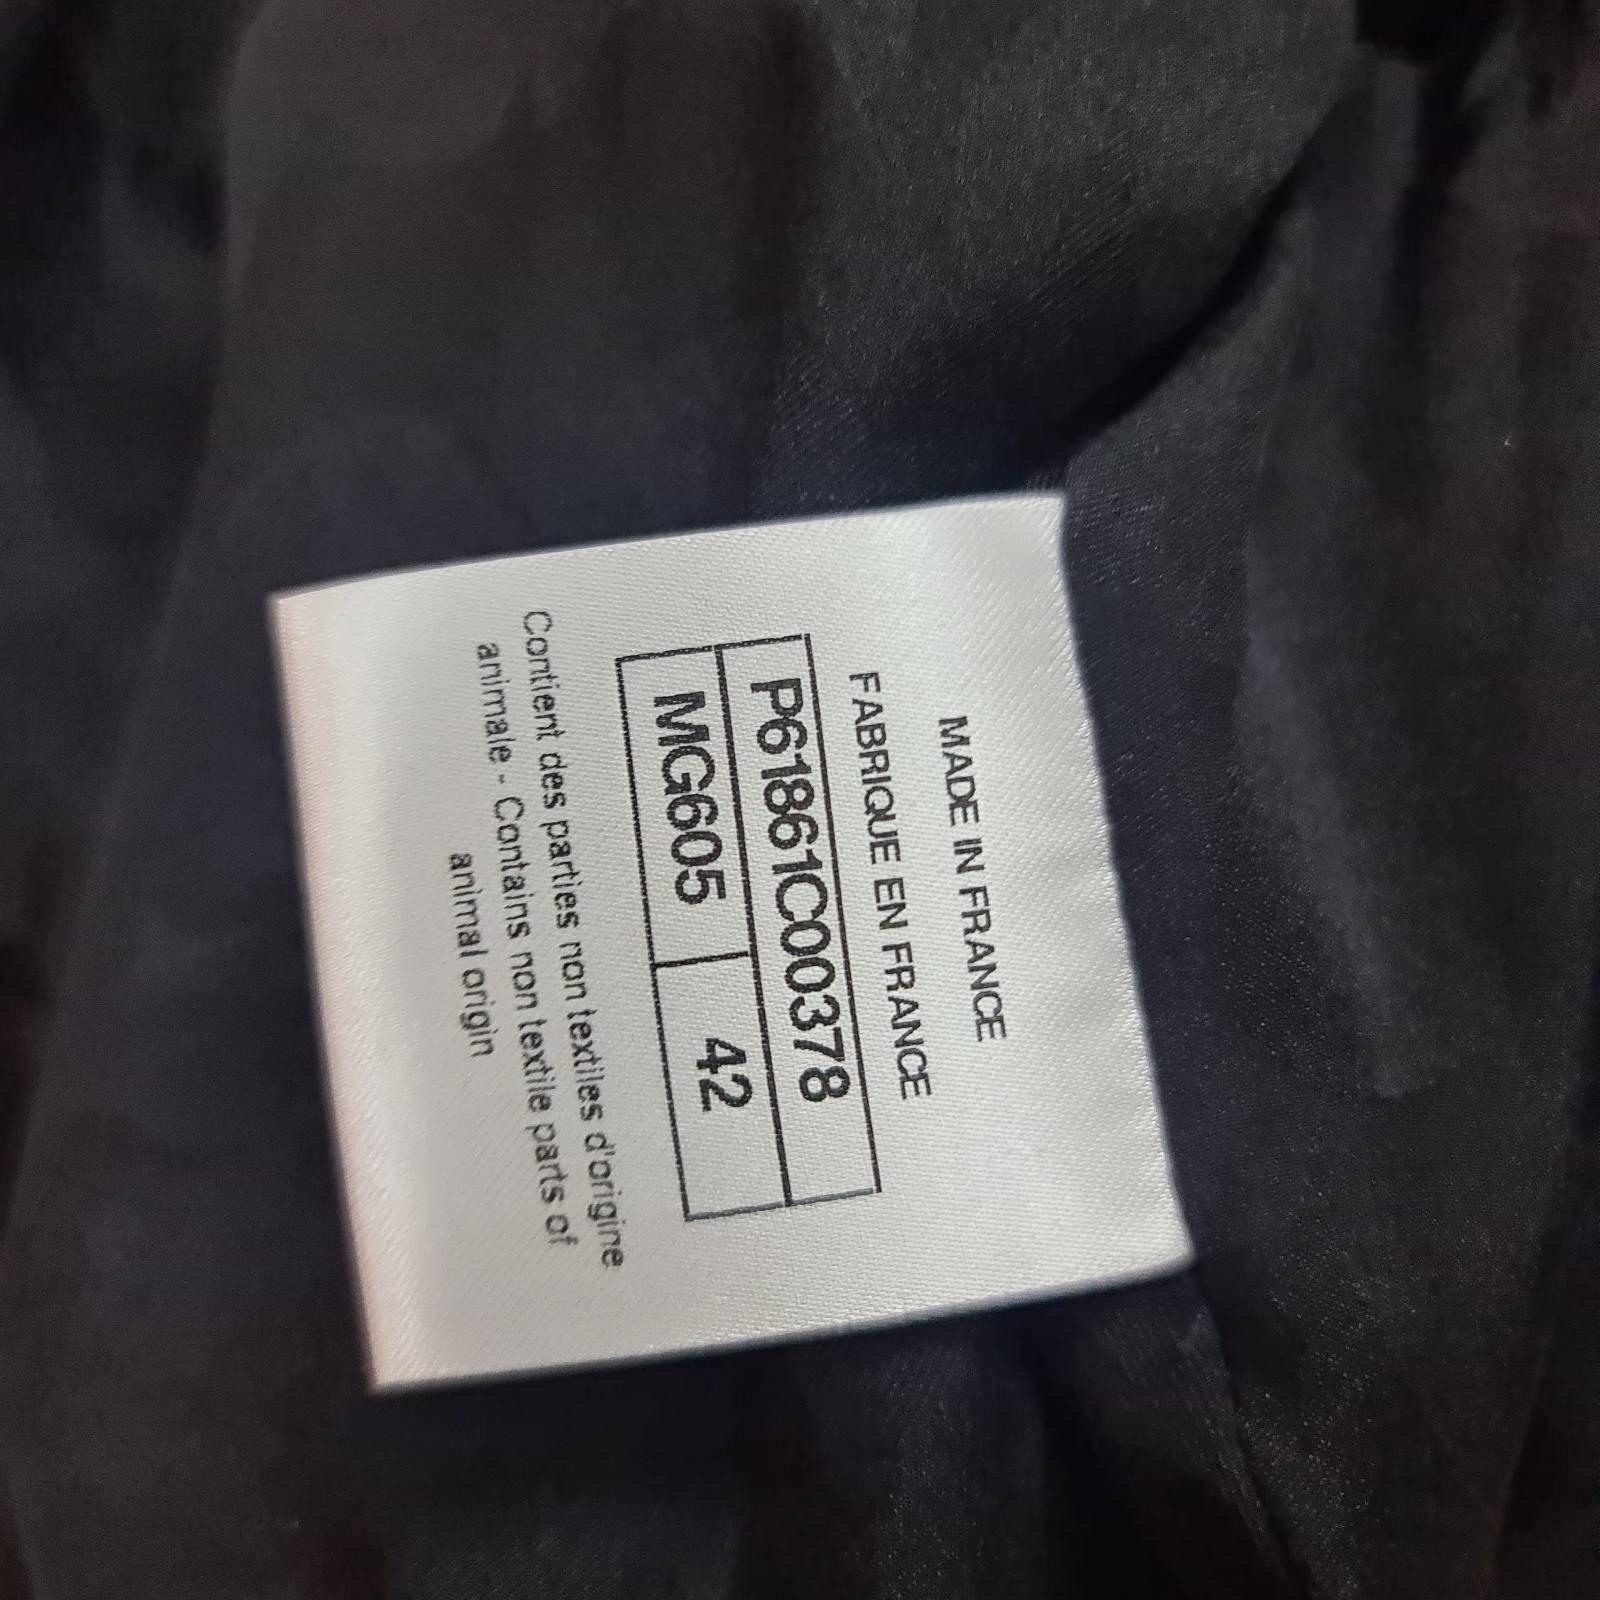 MADE IN FRANCE
FABRIQUE EN FRANCE
P61861C00378
MG605 42
Contient des parties non textiles d'origine
animale - Contains non textile parts of
animal origin